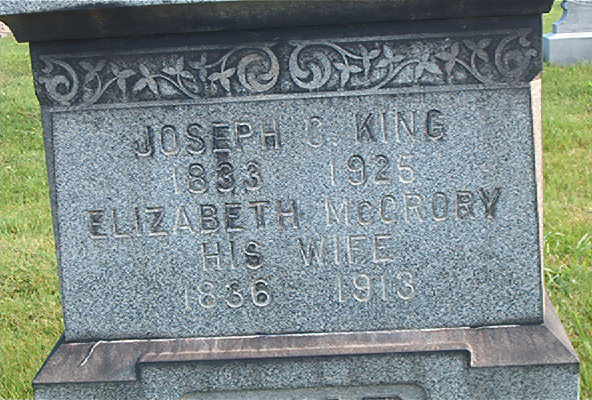 JOSEPH C. KING
1833 1925
ELIZABETH McCRORY
HIS WIFE
1836 1913